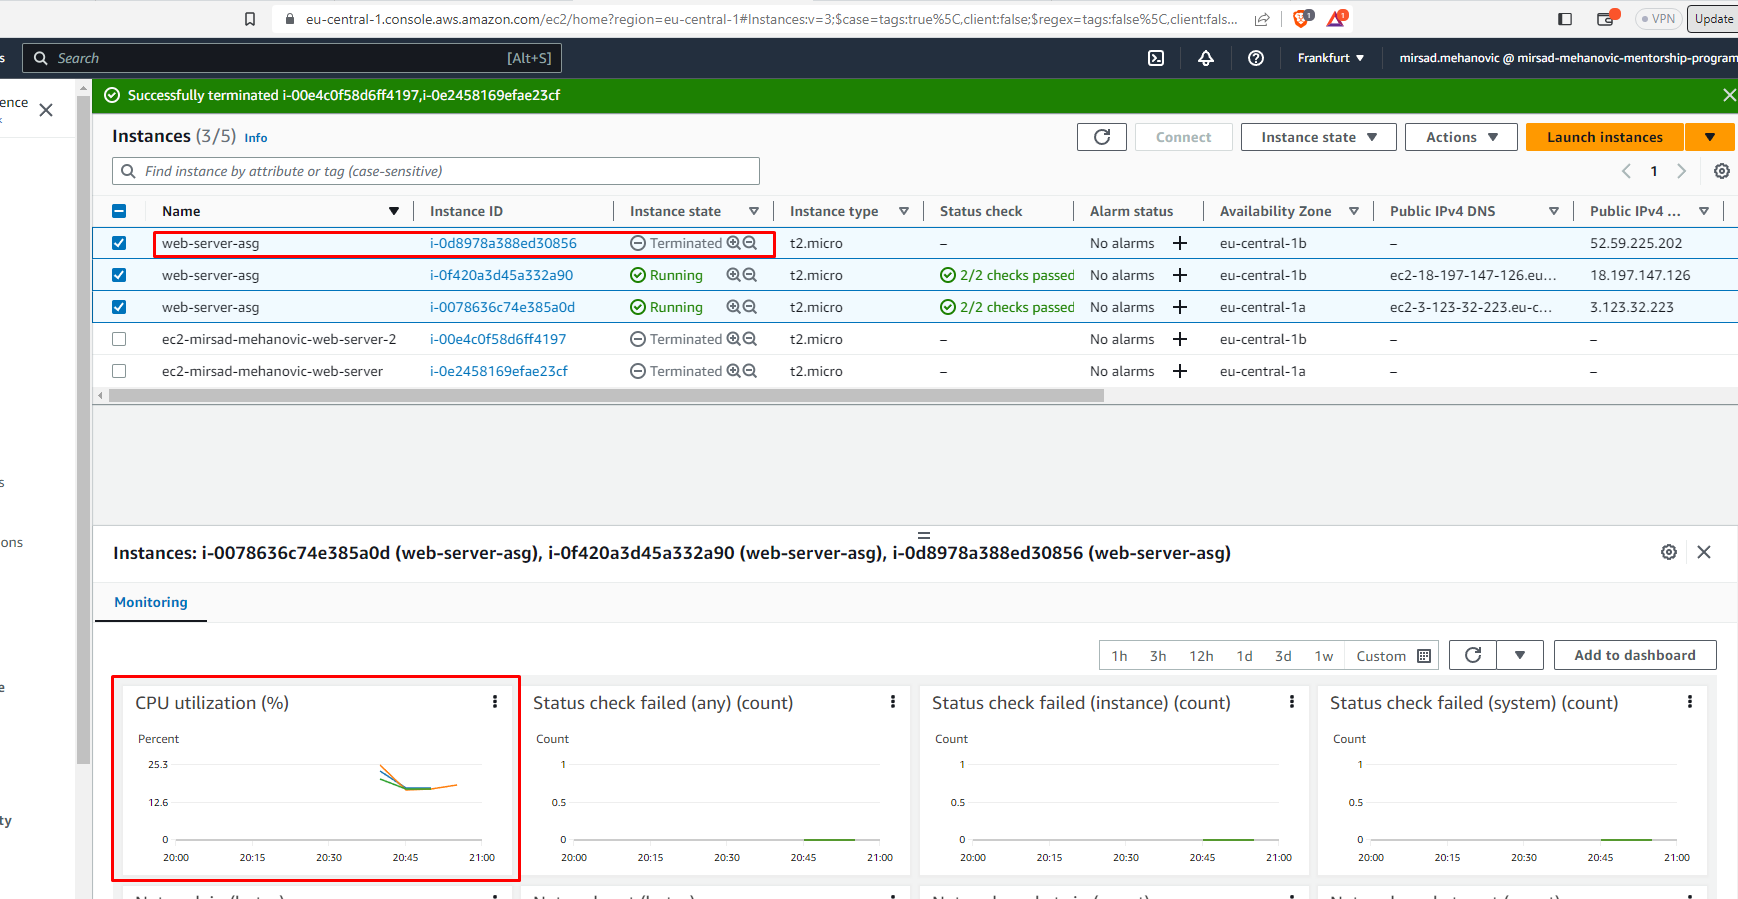 eu-central-1.console.aws.amazon.com/ec2/home?region=eu-central-1#Instances:v=3;$case=tags:true%5C,client:false;$regex=tags:false%5C,client:fals...
1
1
VPN
Update
s
Search
[Alt+S]
Frankfurt
mirsad.mehanovic @ mirsad-mehanovic-mentorship-program
ence
Successfully terminated i-00e4c0f58d6ff4197,i-0e2458169efae23cf
Instances (3/5) Info
Connect
Instance state
Actions
Launch instances
Find instance by attribute or tag (case-sensitive)
1
Name Instance ID Instance state Instance type Status check Alarm status Availability Zone Public IPv4 DNS Public IPv4 ...
web-server-asg i-0d8978a388ed30856 Terminated t2.micro – No alarms + eu-central-1b – 52.59.225.202
web-server-asg i-0f420a3d45a332a90 Running t2.micro 2/2 checks passed No alarms + eu-central-1b ec2-18-197-147-126.eu... 18.197.147.126
web-server-asg i-0078636c74e385a0d Running t2.micro 2/2 checks passed No alarms + eu-central-1a ec2-3-123-32-223.eu-c... 3.123.32.223
ec2-mirsad-mehanovic-web-server-2 i-00e4c0f58d6ff4197 Terminated t2.micro – No alarms + eu-central-1b – –
ec2-mirsad-mehanovic-web-server i-0e2458169efae23cf Terminated t2.micro – No alarms + eu-central-1a – –
s
ons
e
ty
Instances: i-0078636c74e385a0d (web-server-asg), i-0f420a3d45a332a90 (web-server-asg), i-0d8978a388ed30856 (web-server-asg)
Monitoring
1h 3h 12h 1d 3d 1w Custom
Add to dashboard
CPU utilization (%)
Percent
25.3
12.6
0
20:00 20:15 20:30 20:45 21:00
Status check failed (any) (count)
Count
1
0.5
0
20:00 20:15 20:30 20:45 21:00
Status check failed (instance) (count)
Count
1
0.5
0
20:00 20:15 20:30 20:45 21:00
Status check failed (system) (count)
Count
1
0.5
0
20:00 20:15 20:30 20:45 21:00